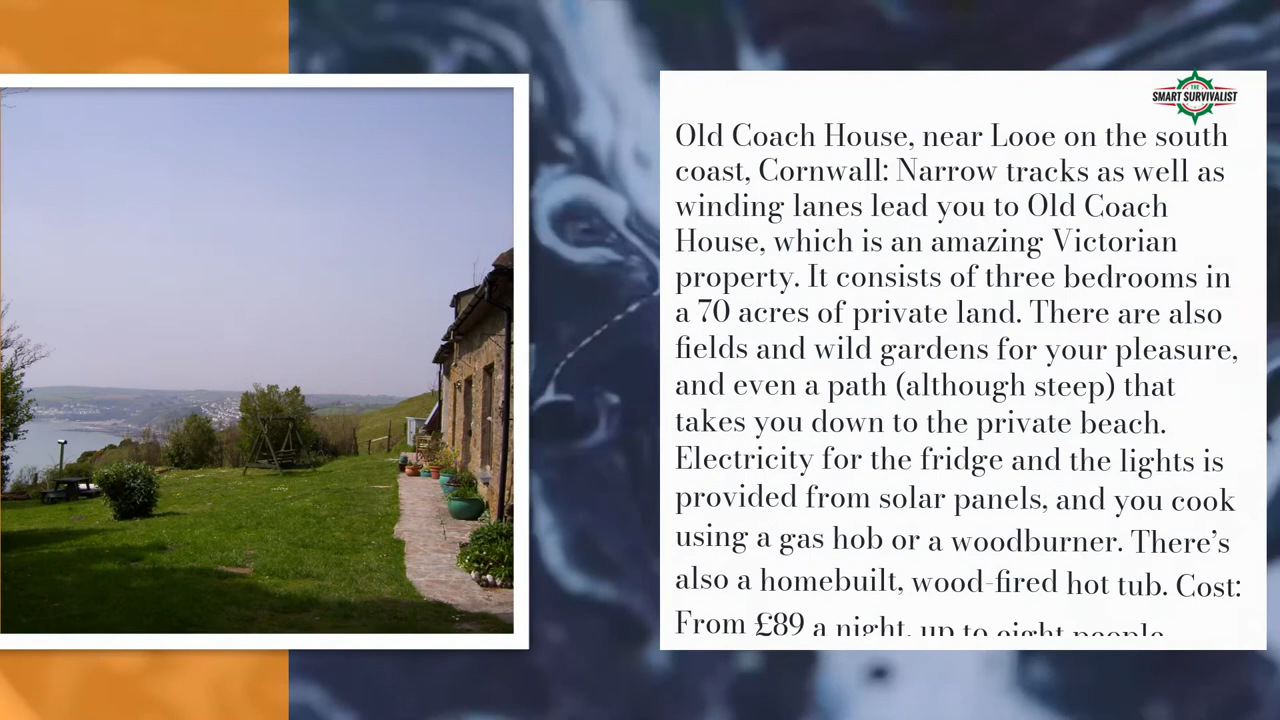 THE
SMART SURVIVALIST
Old Coach House, near Looe on the south
coast, Cornwall: Narrow tracks as well as
winding lanes lead you to Old Coach
House, which is an amazing Victorian
property. It consists of three bedrooms in
a 70 acres of private land. There are also
fields and wild gardens for your pleasure,
and even a path (although steep) that
takes you down to the private beach.
Electricity for the fridge and the lights is
provided from solar panels, and you cook
using a gas hob or a woodburner. There’s
also a homebuilt, wood-fired hot tub. Cost:
From £89 a night, up to eight people